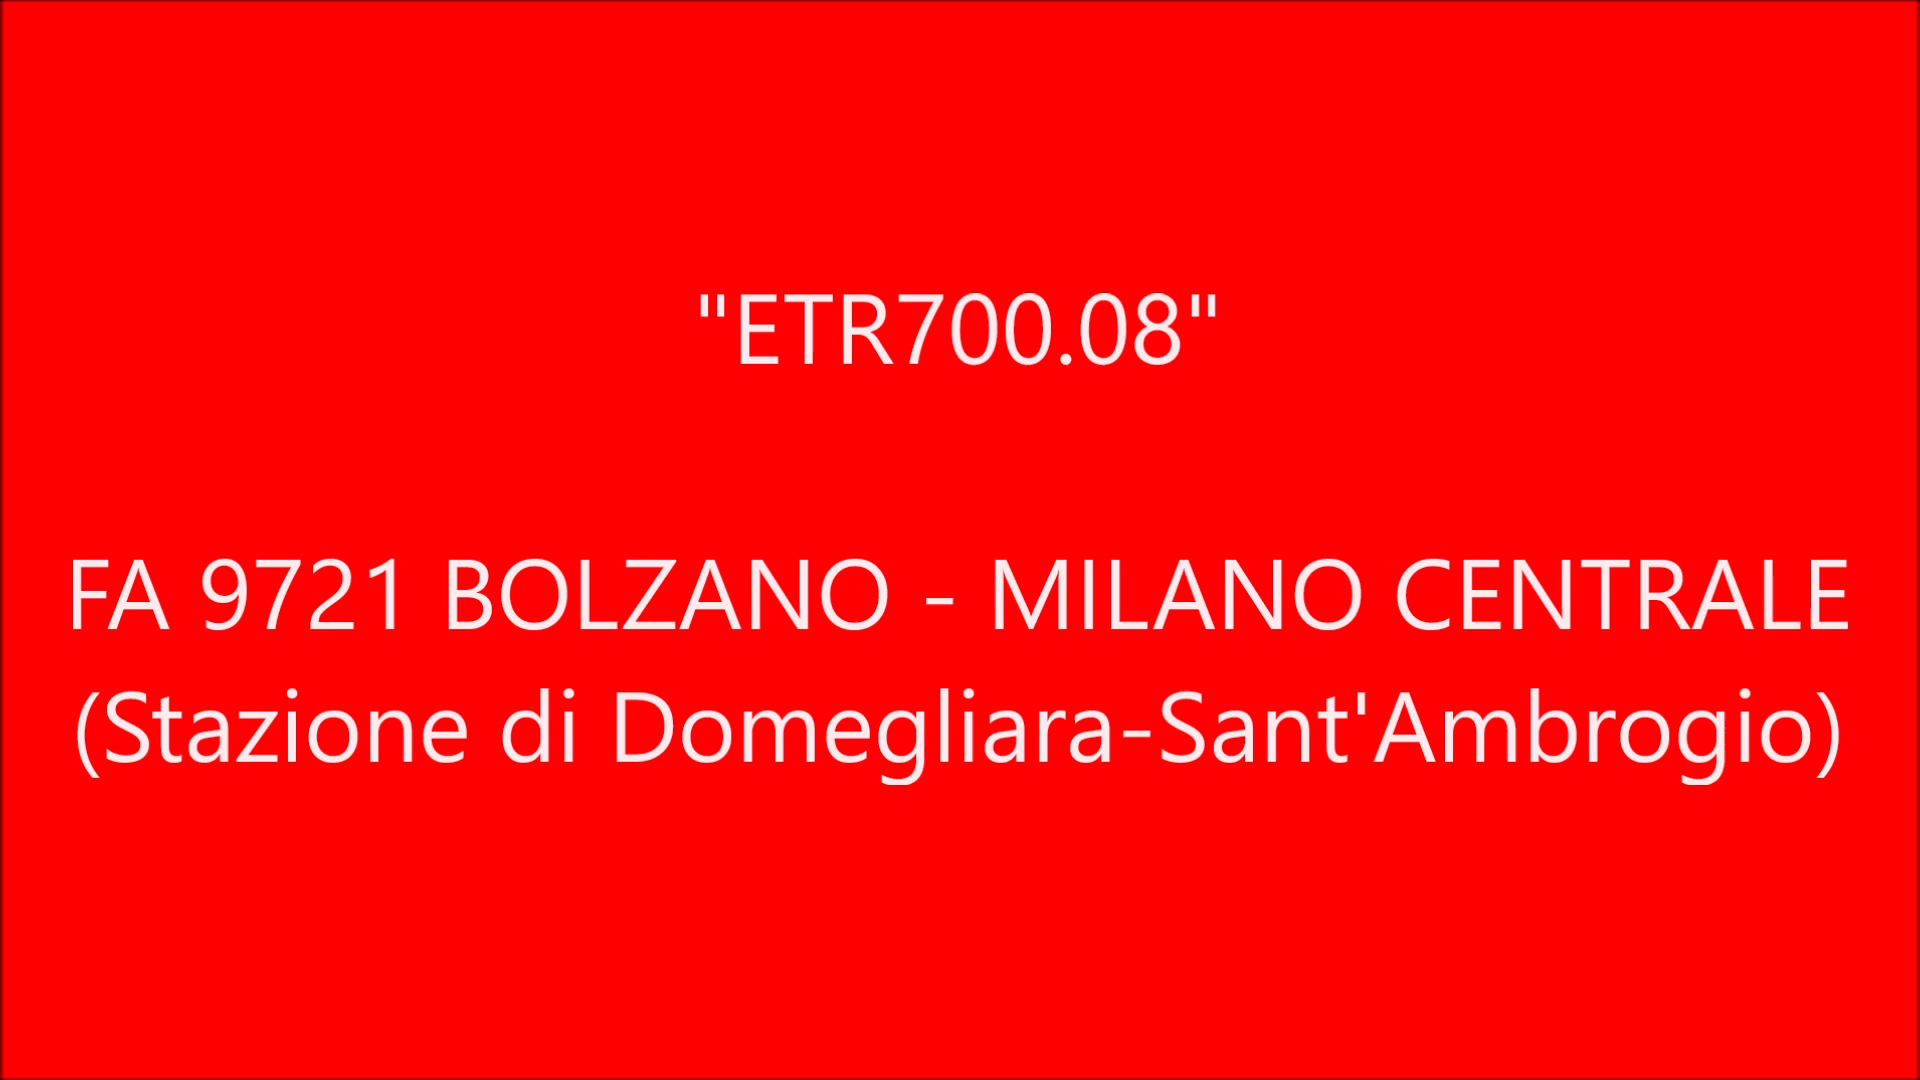 "ETR700.08"
FA 9721 BOLZANO - MILANO CENTRALE
(Stazione di Domegliara-Sant'Ambrogio)